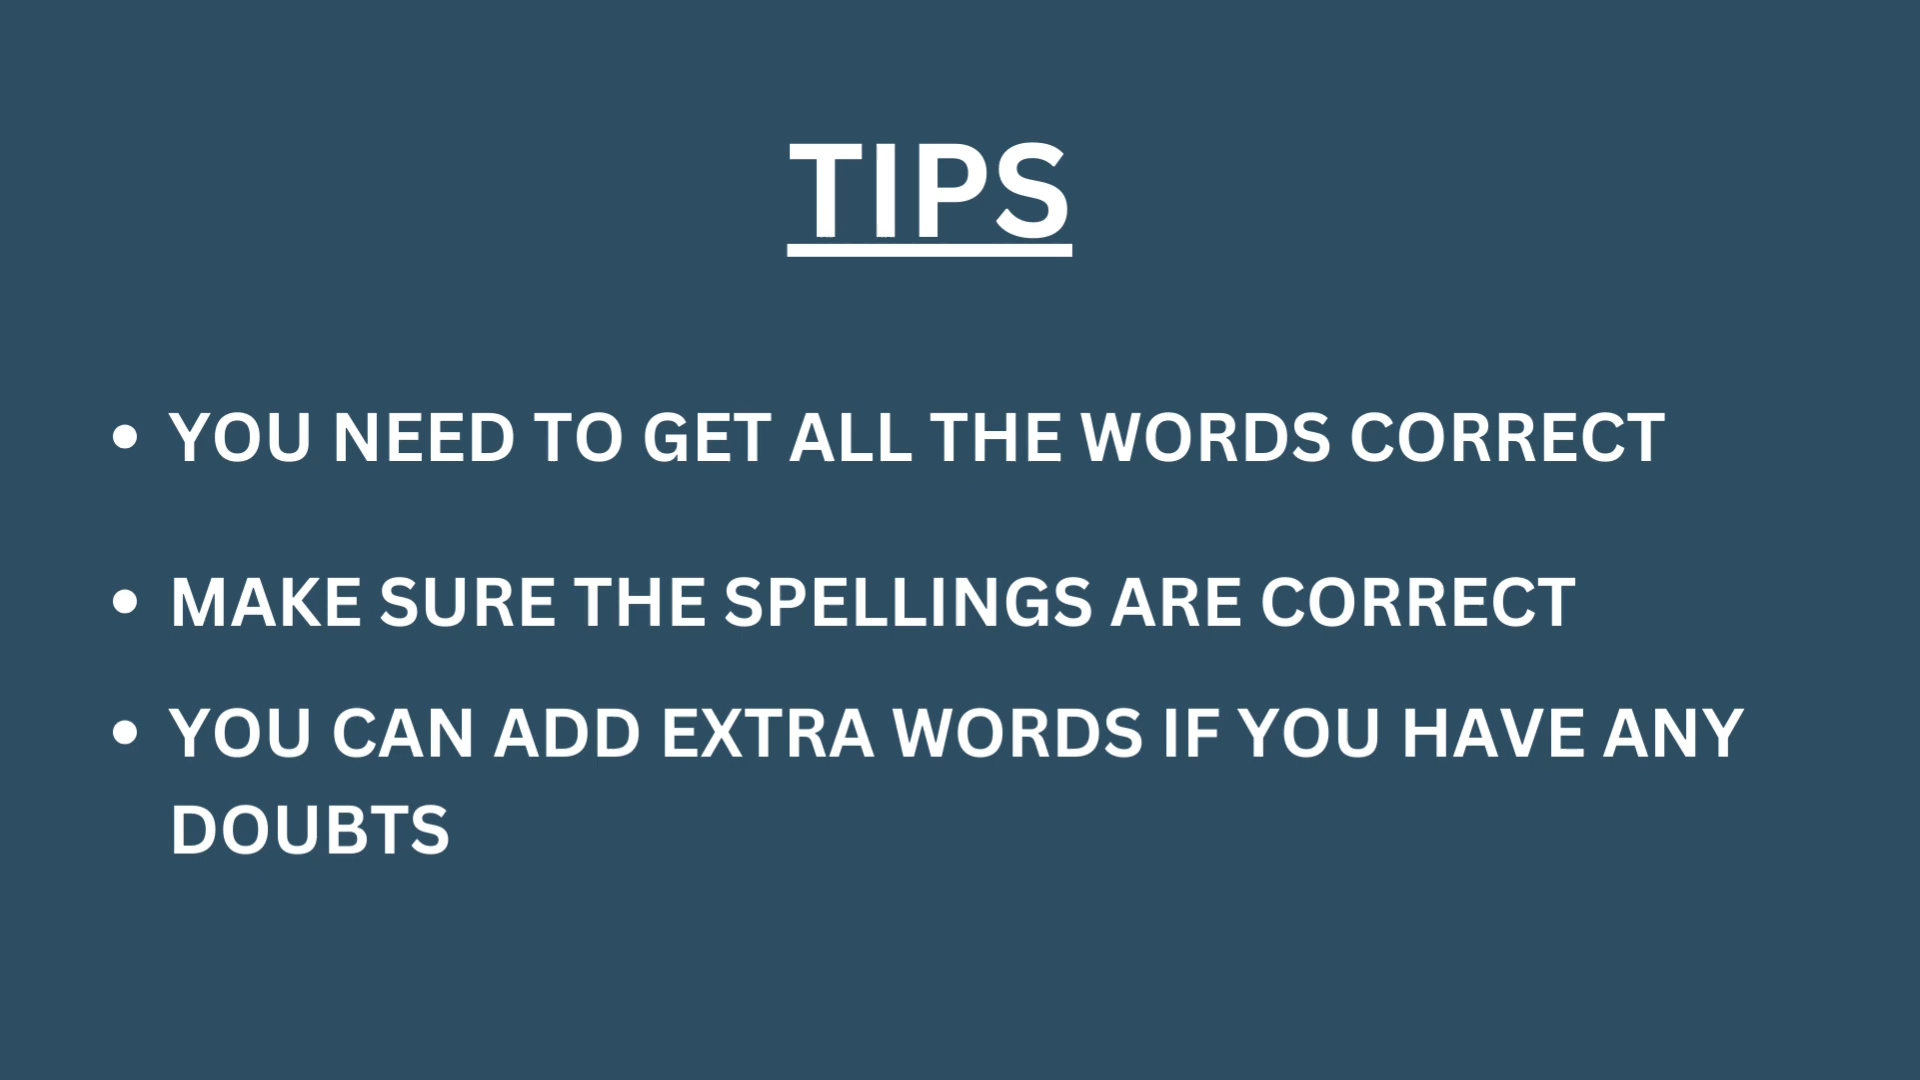 TIPS
• YOU NEED TO GET ALL THE WORDS CORRECT
• MAKE SURE THE SPELLINGS ARE CORRECT
• YOU CAN ADD EXTRA WORDS IF YOU HAVE ANY
DOUBTS